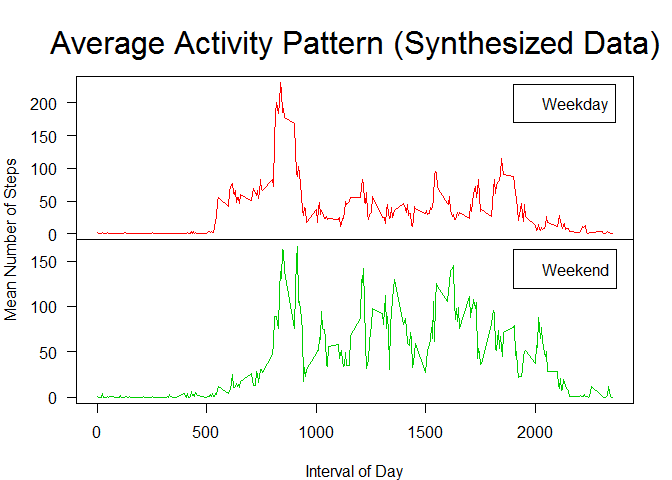 Average Activity Pattern (Synthesized Data)
Mean Number of Steps
200
150
100
50
0
Weekday
150
100
50
0
Weekend
0 500 1000 1500 2000
Interval of Day